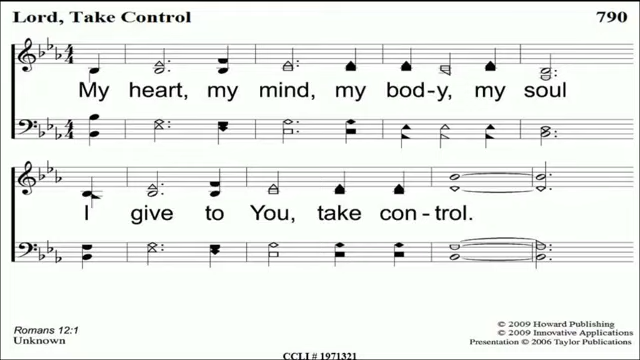 Lord, Take Control 790
My heart, my mind, my bod-y, my soul
I give to You, take con-trol.
Romans 12:1
Unknown
© 2009 Howard Publishing
© 2009 Innovative Applications
Presentation © 2006 Taylor Publications
CCLI # 1971321